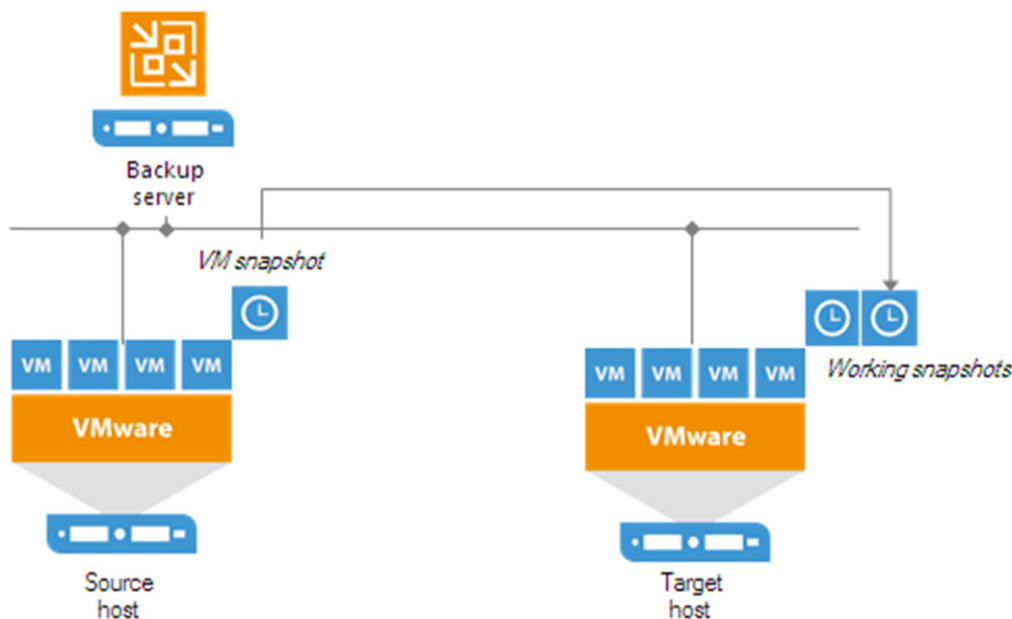 Backup
server
VM snapshot
VM VM VM VM
VMware
Source
host
Working snapshots
VM VM VM VM
VMware
Target
host